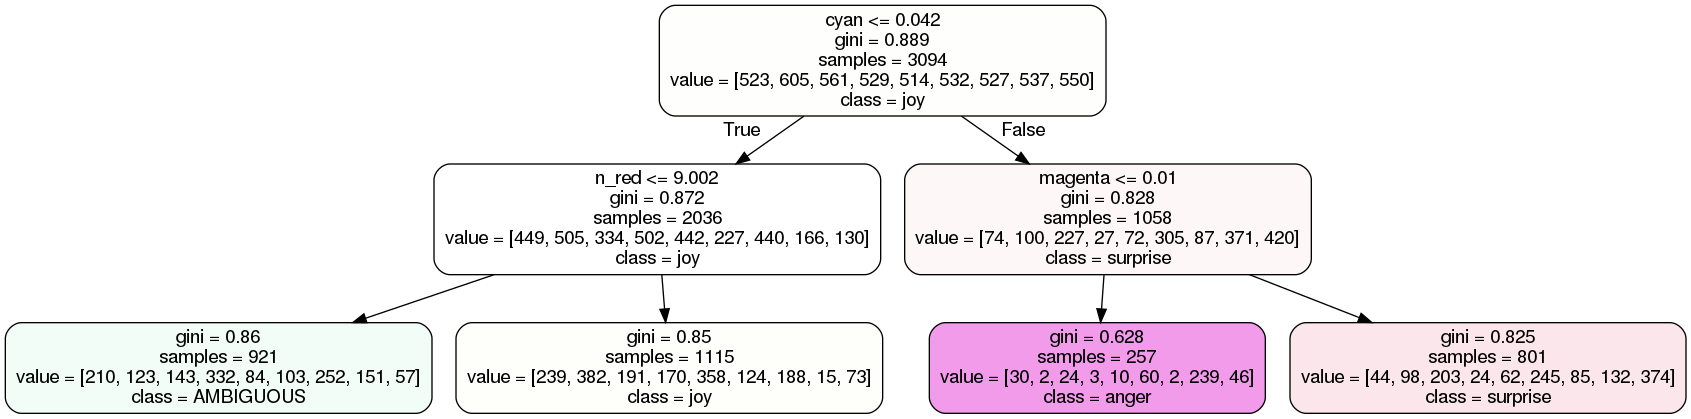 cyan <= 0.042
gini = 0.889
samples = 3094
value = [523, 605, 561, 529, 514, 532, 527, 537, 550]
class = joy
True
False
n_red <= 9.002
gini = 0.872
samples = 2036
value = [449, 505, 334, 502, 442, 227, 440, 166, 130]
class = joy
magenta <= 0.01
gini = 0.828
samples = 1058
value = [74, 100, 227, 27, 72, 305, 87, 371, 420]
class = surprise
gini = 0.86
samples = 921
value = [210, 123, 143, 332, 84, 103, 252, 151, 57]
class = AMBIGUOUS
gini = 0.85
samples = 1115
value = [239, 382, 191, 170, 358, 124, 188, 15, 73]
class = joy
gini = 0.628
samples = 257
value = [30, 2, 24, 3, 10, 60, 2, 239, 46]
class = anger
gini = 0.825
samples = 801
value = [44, 98, 203, 24, 62, 245, 85, 132, 374]
class = surprise